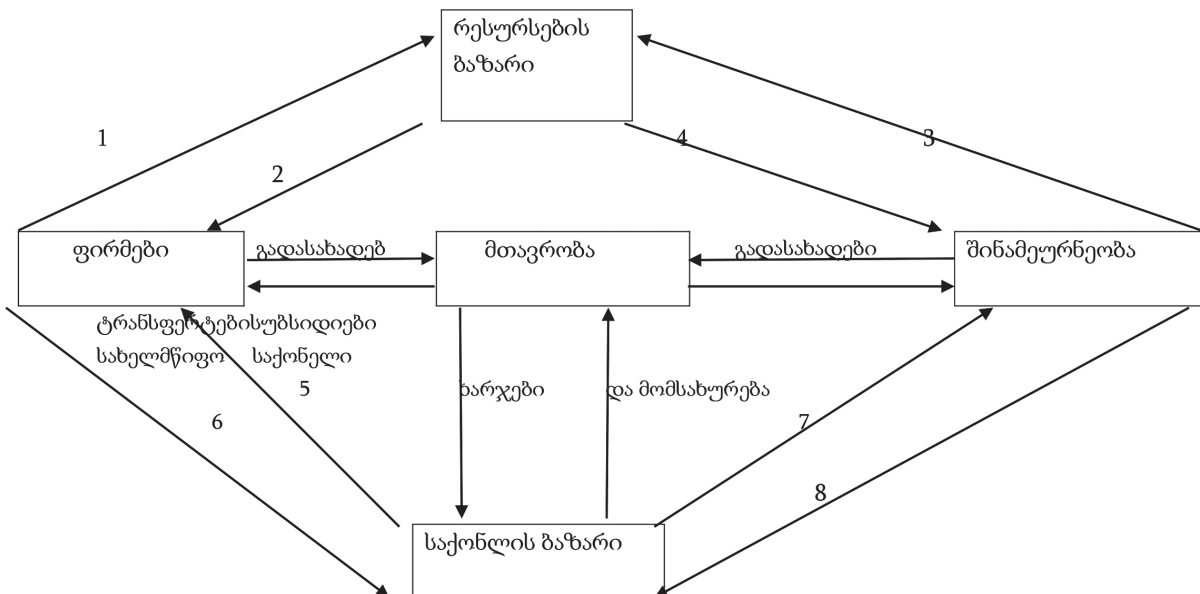 რესურსების
ბაზარი
1
4
3
2
ფირმები
გადასახადებ
მთავრობა
გადასახადები
შინამეურნეობა
ტრანსფერტებისუბსიდიები
სახელმწიფო საქონელი
5
ხარჯები
და მომსახურება
6
7
8
საქონლის ბაზარი